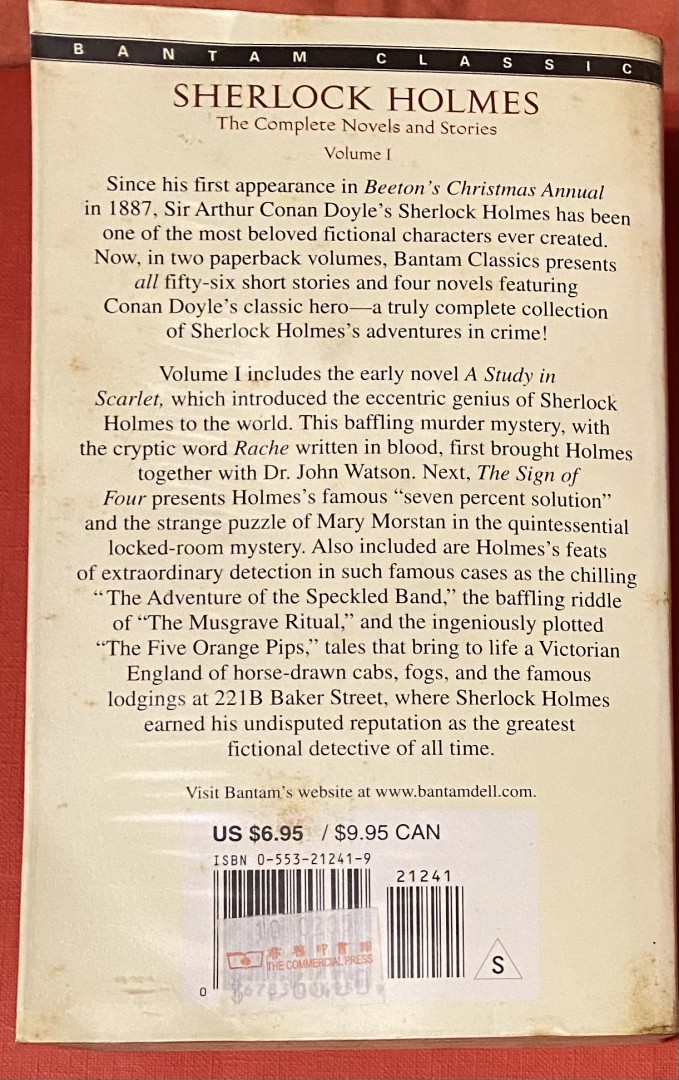 BANTAM CLASSIC
SHERLOCK HOLMES
The Complete Novels and Stories
Volume I
Since his first appearance in Beeton's Christmas Annual
in 1887, Sir Arthur Conan Doyle's Sherlock Holmes has been
one of the most beloved fictional characters ever created.
Now, in two paperback volumes, Bantam Classics presents
all fifty-six short stories and four novels featuring
Conan Doyle's classic hero—a truly complete collection
of Sherlock Holmes's adventures in crime!
Volume I includes the early novel A Study in
Scarlet, which introduced the eccentric genius of Sherlock
Holmes to the world. This baffling murder mystery, with
the cryptic word Rache written in blood, first brought Holmes
together with Dr. John Watson. Next, The Sign of
Four presents Holmes's famous “seven percent solution”
and the strange puzzle of Mary Morstan in the quintessential
locked-room mystery. Also included are Holmes's feats
of extraordinary detection in such famous cases as the chilling
“The Adventure of the Speckled Band,” the baffling riddle
of “The Musgrave Ritual,” and the ingeniously plotted
“The Five Orange Pips,” tales that bring to life a Victorian
England of horse-drawn cabs, fogs, and the famous
lodgings at 221B Baker Street, where Sherlock Holmes
earned his undisputed reputation as the greatest
fictional detective of all time.
Visit Bantam's website at www.bantamdell.com.
US $6.95 / $9.95 CAN
ISBN 0-553-21241-9
21241
商務印書館
THE COMMERCIAL PRESS
S
0